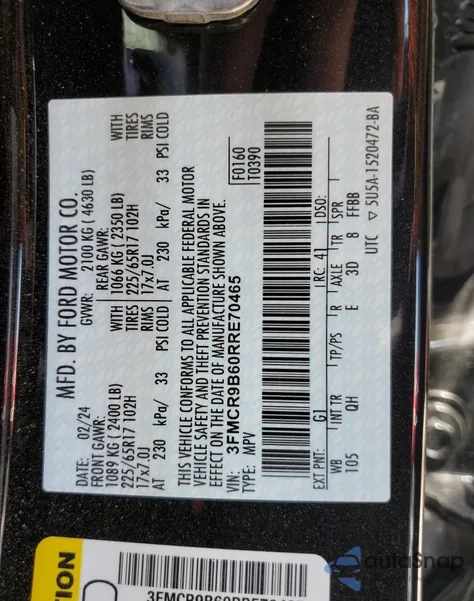 MFD. BY FORD MOTOR CO.
DATE: 02/24 GVWR: 2100 KG ( 4630 LB)
FRONT GAWR: REAR GAWR:
1089 KG ( 2400 LB) 1066 KG ( 2350 LB) WITH
225/65R17 102H 225/65R17 102H TIRES
17x7.0J 17x7.0J RIMS
AT 230 kPa/ 33 PSI COLD AT 230 kPa/ 33 PSI COLD
WITH
TIRES
RIMS
THIS VEHICLE CONFORMS TO ALL APPLICABLE FEDERAL MOTOR
VEHICLE SAFETY AND THEFT PREVENTION STANDARDS IN
EFFECT ON THE DATE OF MANUFACTURE SHOWN ABOVE.
VIN: 3FMCR9B60RRE70465
TYPE: MPV
F0160
T0390
EXT PNT: G1 RC: 41 DSO:
WB INT TR TP/PS R AXLE TR SPR
105 QH E 3D 8 FFBB
UTC ▽ 5U5A-1520472-BA
autoSnap